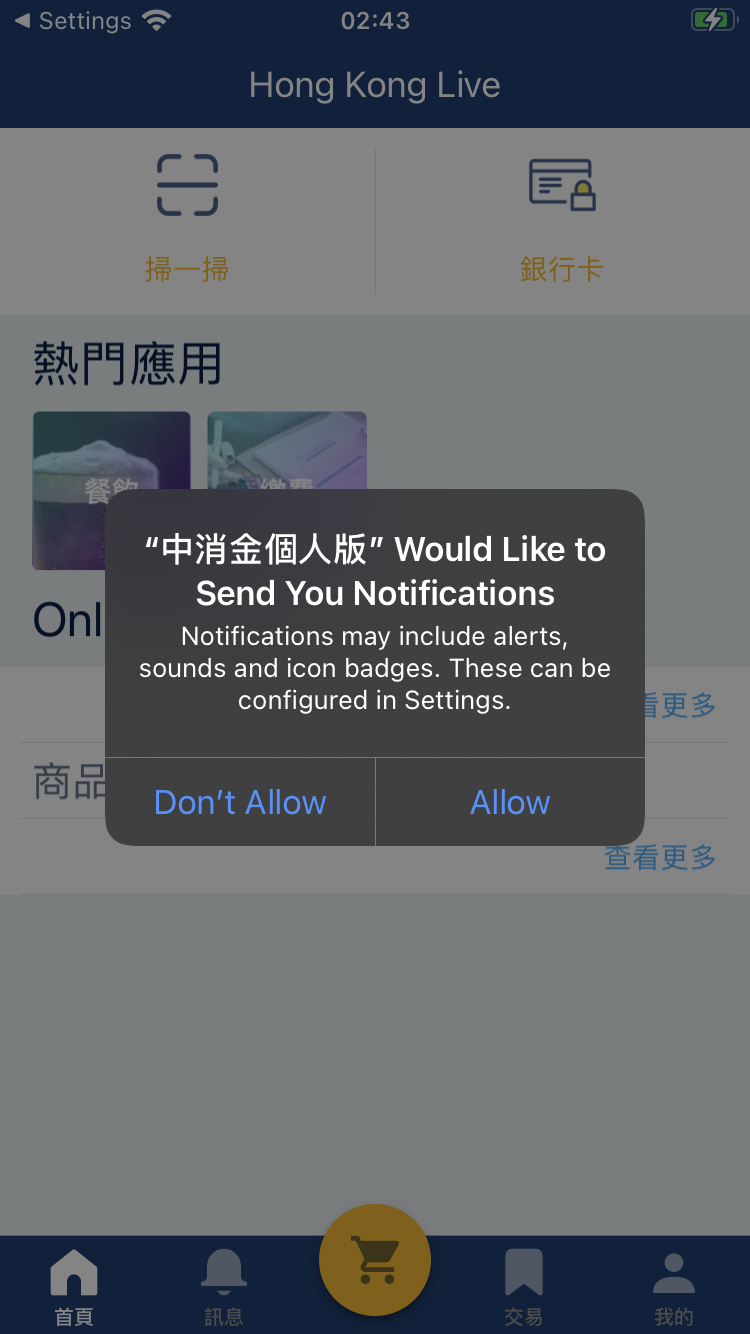 Settings
02:43
Hong Kong Live
掃一掃
銀行卡
熱門應用
餐飲
繳費
“中消金個人版” Would Like to
Send You Notifications
Notifications may include alerts,
sounds and icon badges. These can be
configured in Settings.
Onl
看更多
商品
Don’t Allow
Allow
查看更多
首頁
訊息
交易
我的